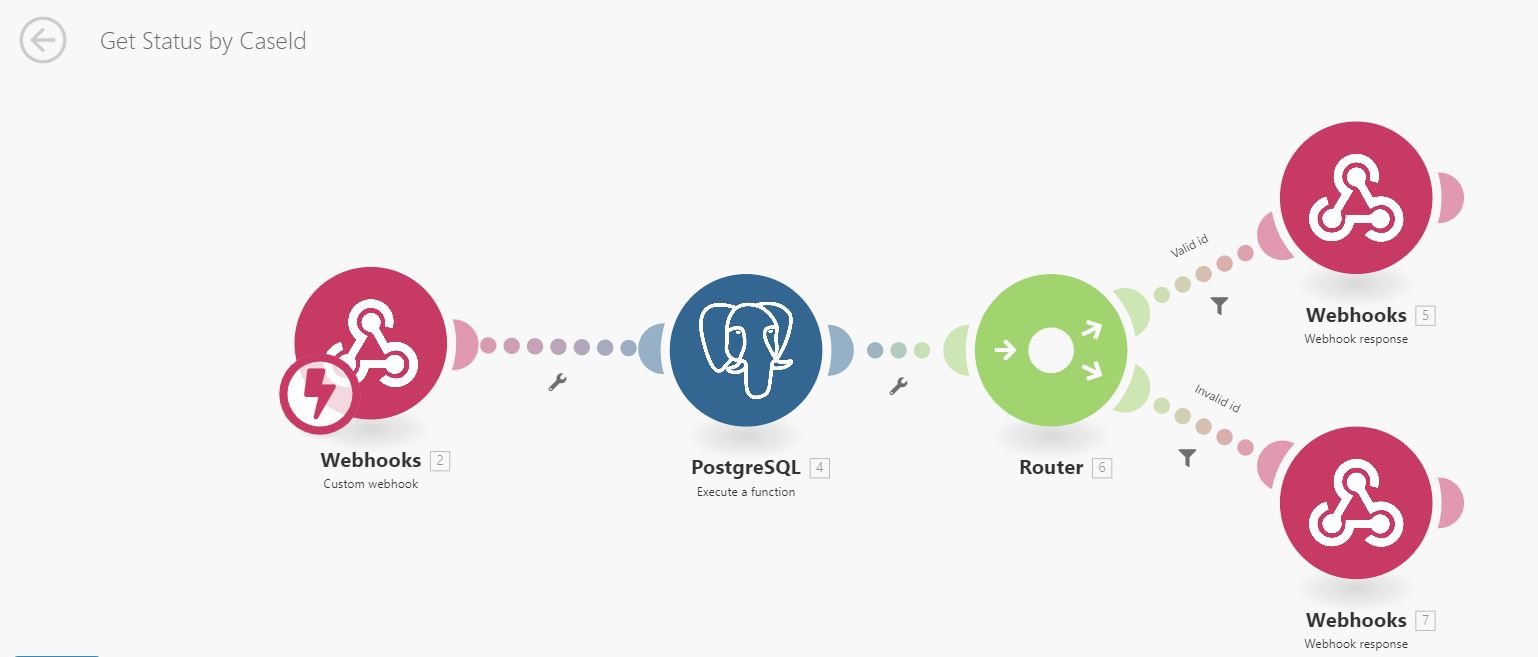 Get Status by CaseId
Valid id
Webhooks 5
Webhook response
Invalid id
Webhooks 2
Custom webhook
PostgreSQL 4
Execute a function
Router 6
Webhooks 7
Webhook response